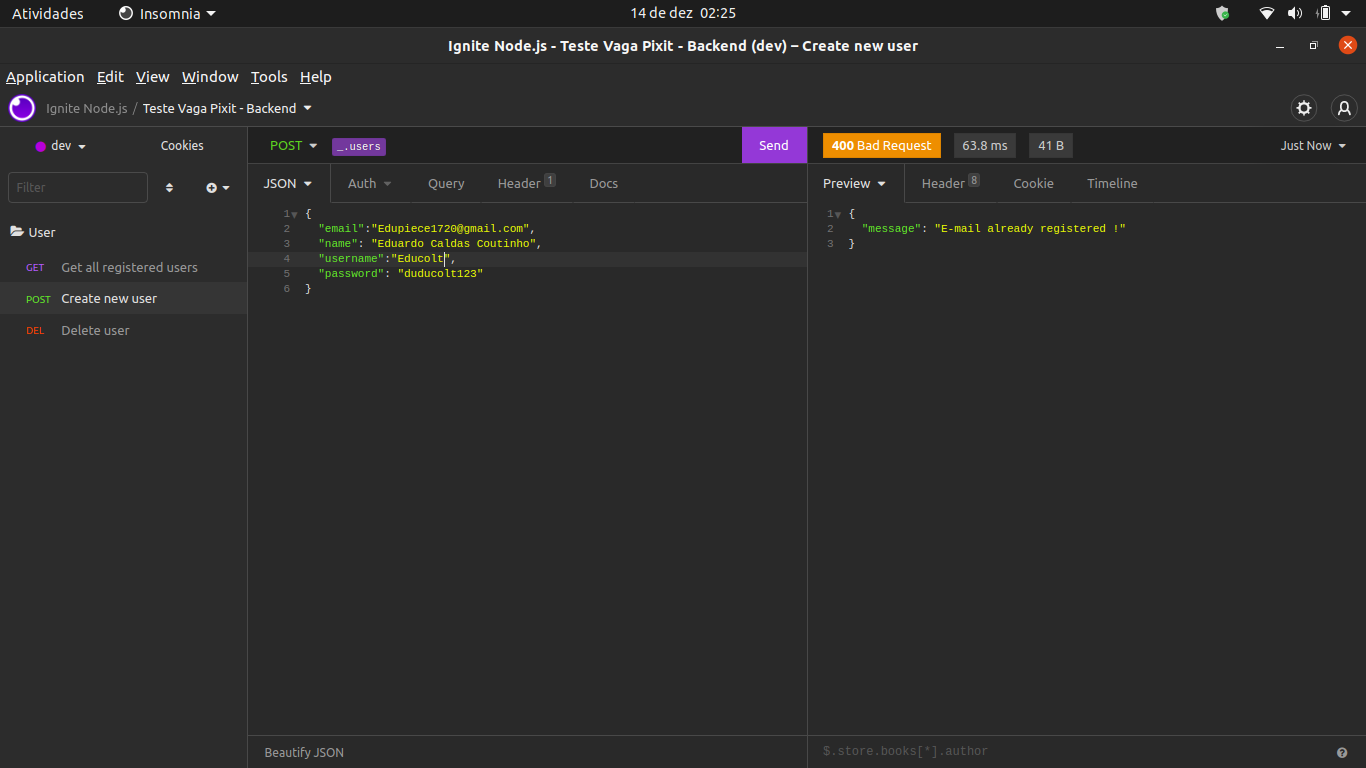 Atividades Insomnia 14 de dez 02:25
Ignite Node.js - Teste Vaga Pixit - Backend (dev) – Create new user
Application Edit View Window Tools Help
Ignite Node.js / Teste Vaga Pixit - Backend
dev Cookies
Filter
User
GET Get all registered users
POST Create new user
DEL Delete user
POST _.users Send
JSON Auth Query Header 1 Docs
1 {
2 "email":"Edupiece1720@gmail.com",
3 "name": "Eduardo Caldas Coutinho",
4 "username":"Educolt",
5 "password": "duducolt123"
6 }
Beautify JSON
400 Bad Request 63.8 ms 41 B Just Now
Preview Header 8 Cookie Timeline
1 {
2 "message": "E-mail already registered !"
3 }
$.store.books[*].author